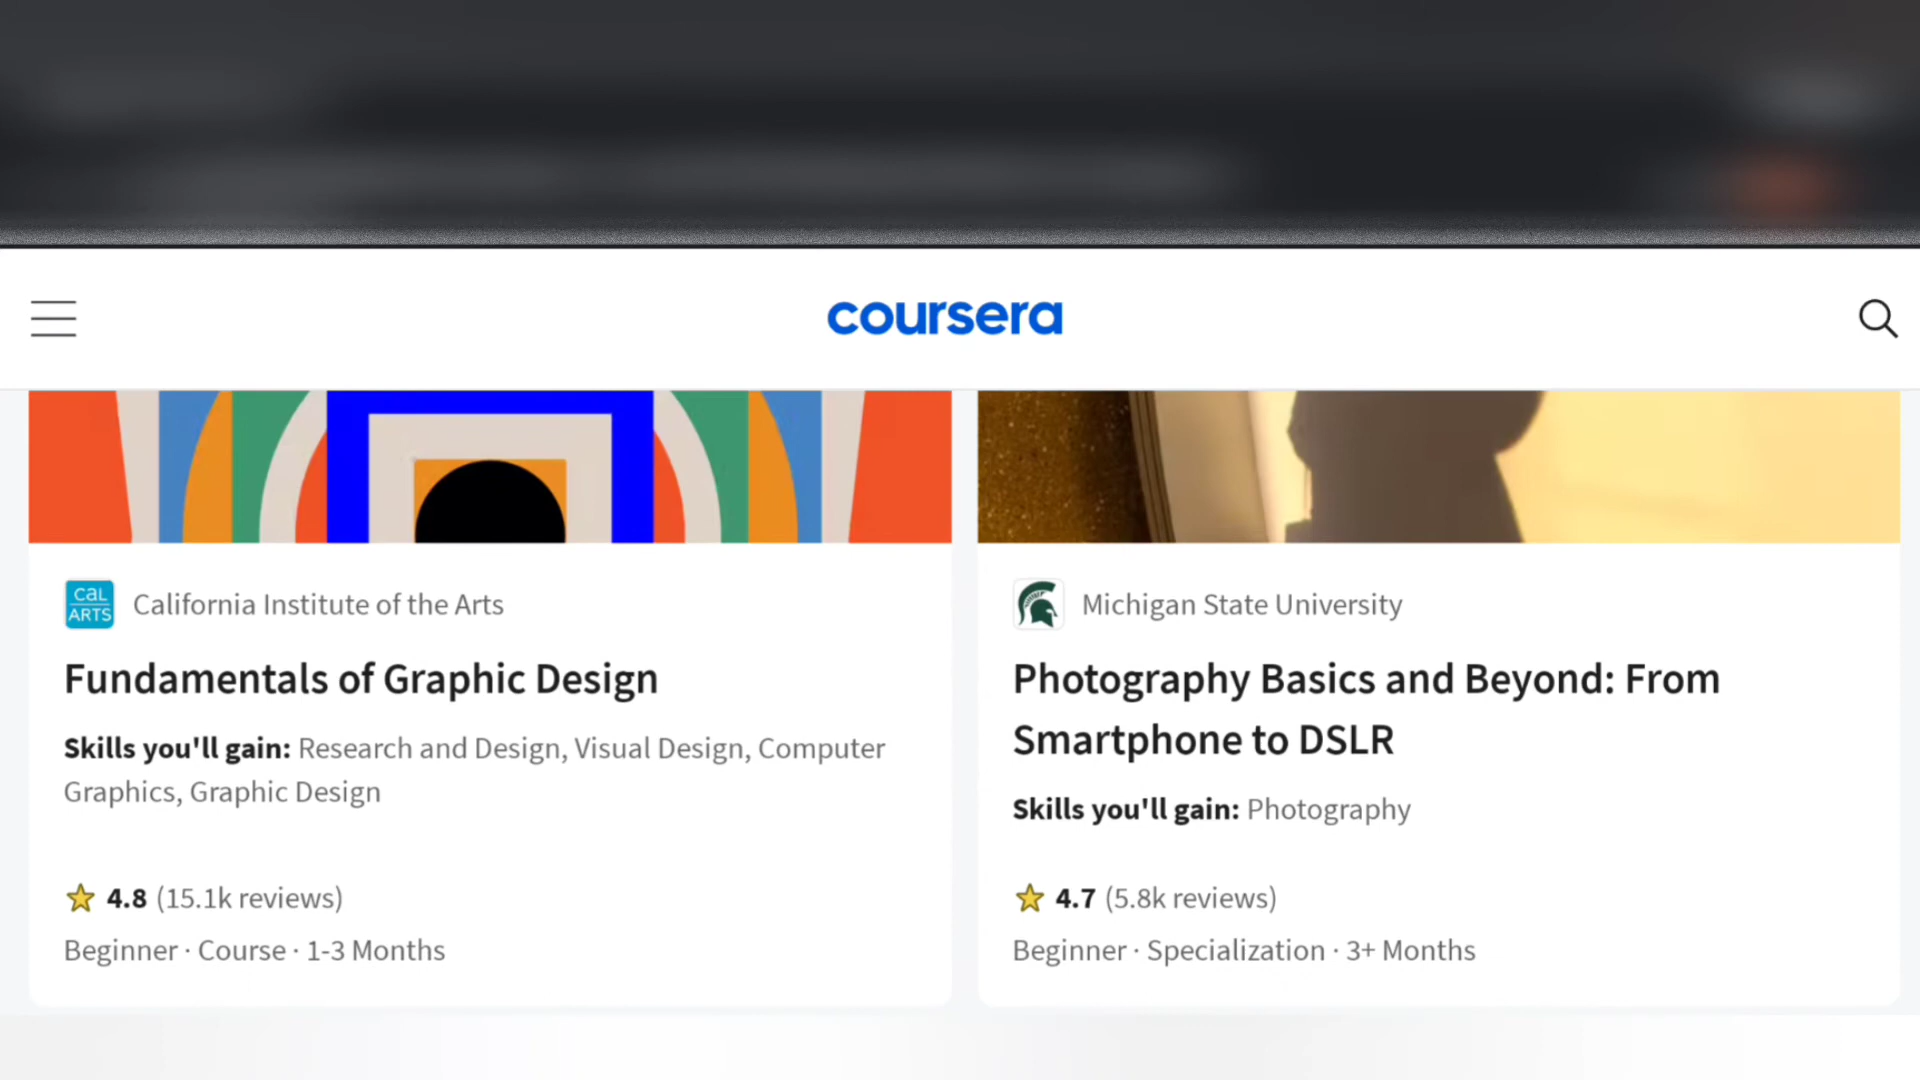 coursera
CAL
ARTS
California Institute of the Arts
Fundamentals of Graphic Design
Skills you'll gain: Research and Design, Visual Design, Computer
Graphics, Graphic Design
4.8 (15.1k reviews)
Beginner · Course · 1-3 Months
Michigan State University
Photography Basics and Beyond: From
Smartphone to DSLR
Skills you'll gain: Photography
4.7 (5.8k reviews)
Beginner · Specialization · 3+ Months